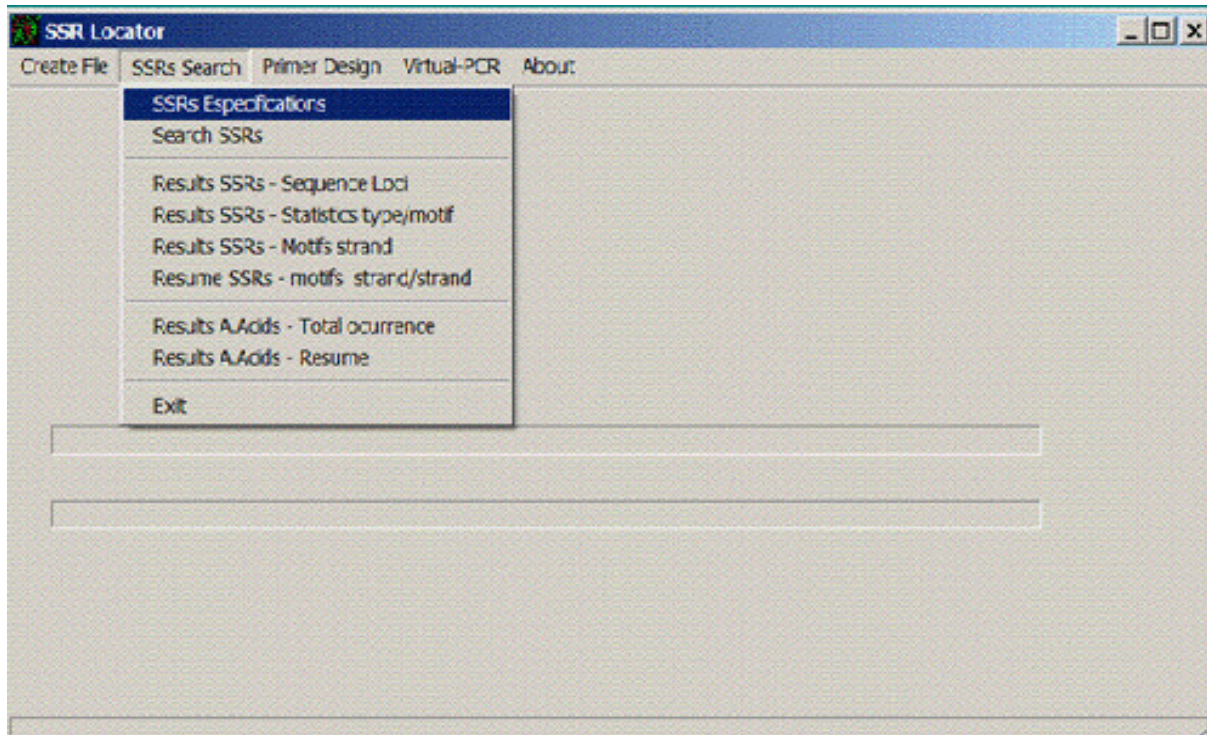 SSR Locator
Create File SSRs Search Primer Design Virtual-PCR About
SSRs Especifications
Search SSRs
Results SSRs - Sequence Loci
Results SSRs - Statistics type/motif
Results SSRs - Motifs strand
Resume SSRs - motifs strand/strand
Results A.Acids - Total ocurrence
Results A.Acids - Resume
Exit